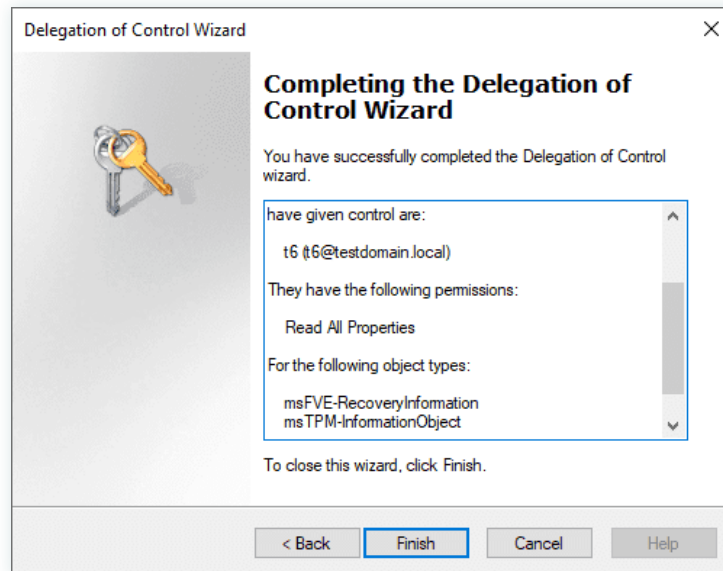 Delegation of Control Wizard
Completing the Delegation of
Control Wizard
You have successfully completed the Delegation of Control
wizard.
have given control are:
t6 (t6@testdomain.local)
They have the following permissions:
Read All Properties
For the following object types:
msFVE-RecoveryInformation
msTPM-InformationObject
To close this wizard, click Finish.
< Back
Finish
Cancel
Help